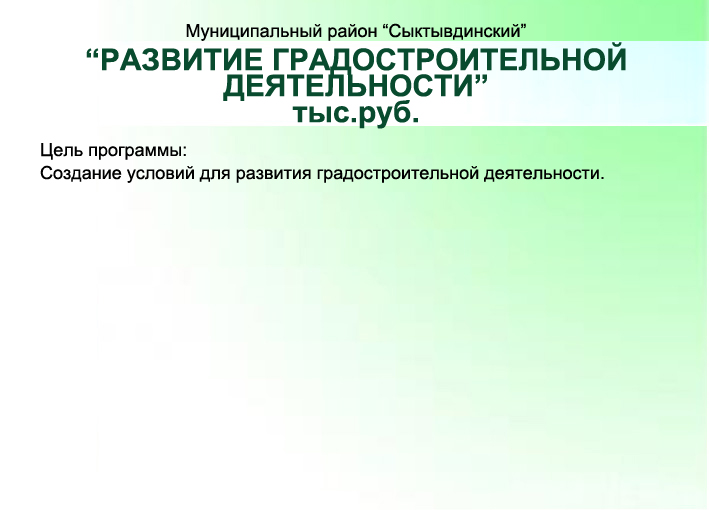 Муниципальный район “Сыктывдинский”
“РАЗВИТИЕ ГРАДОСТРОИТЕЛЬНОЙ
ДЕЯТЕЛЬНОСТИ”
тыс.руб.
Цель программы:
Создание условий для развития градостроительной деятельности.